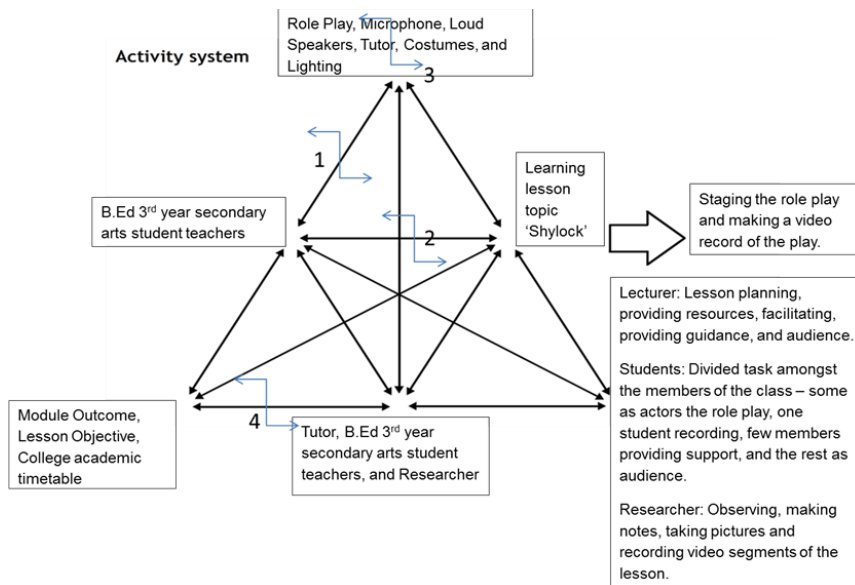 Role Play, Microphone, Loud
Speakers, Tutor, Costumes, and
Lighting
Activity system
3
1
Learning
lesson
topic
‘Shylock’
Staging the role play
and making a video
record of the play.
B.Ed 3rd year secondary
arts student teachers
2
Lecturer: Lesson planning,
providing resources, facilitating,
providing guidance, and audience.
Students: Divided task amongst
the members of the class – some
as actors the role play, one
student recording, few members
providing support, and the rest as
audience.
Researcher: Observing, making
notes, taking pictures and
recording video segments of the
lesson.
Module Outcome,
Lesson Objective,
College academic
timetable
4
Tutor, B.Ed 3rd year
secondary arts student
teachers, and Researcher